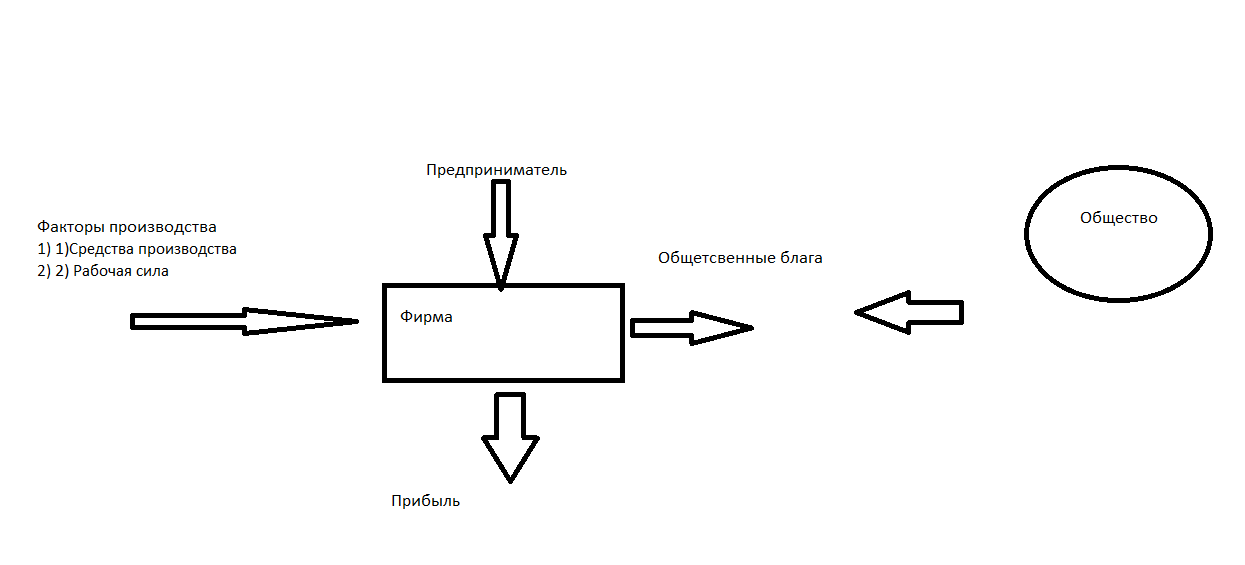 Предприниматель
Общество
Факторы производства
1) 1)Средства производства
2) 2) Рабочая сила
Общетсвенные блага
Фирма
Прибыль